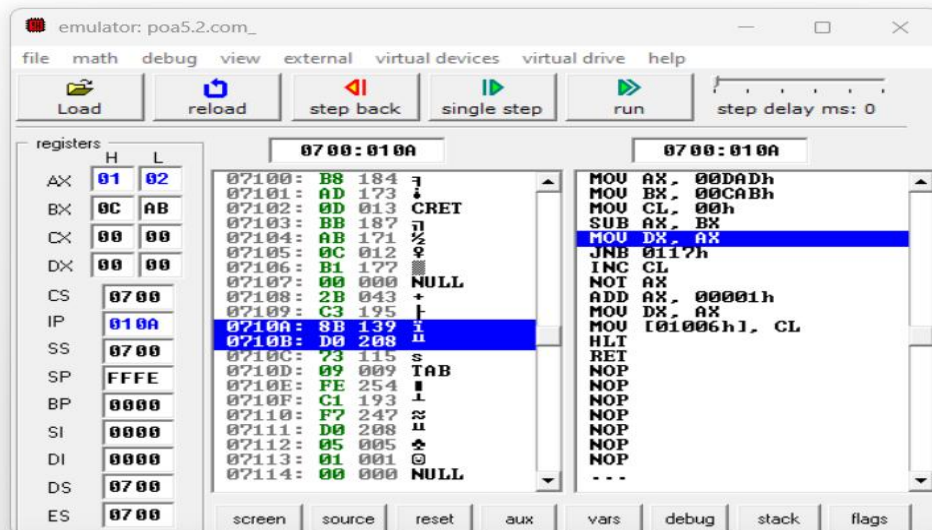 emulator: poa5.2.com_
file math debug view external virtual devices virtual drive help
Load reload step back single step run step delay ms: 0
registers
H L
0700:010A 0700:010A
AX 01 02
BX 0C AB
CX 00 00
DX 00 00
CS 0700
IP 010A
SS 0700
SP FFFE
BP 0000
SI 0000
DI 0000
DS 0700
ES 0700
07100: B8 184 ╕
07101: AD 173
07102: 0D 013 CRET
07103: BB 187 ╗
07104: AB 171 ½
07105: 0C 012 ♀
07106: B1 177 ▒
07107: 00 000 NULL
07108: 2B 043 +
07109: C3 195 ├
0710A: 8B 139 ï
0710B: D0 208 ╨
0710C: 73 115 s
0710D: 09 009 TAB
0710E: FE 254 ■
0710F: C1 193 ┴
07110: F7 247 ≈
07111: D0 208 ╨
07112: 05 005 ♣
07113: 01 001 ☺
07114: 00 000 NULL
MOV AX, 00DADh
MOV BX, 00CABh
MOV CL, 00h
SUB AX, BX
MOV DX, AX
JNB 0117h
INC CL
NOT AX
ADD AX, 00001h
MOV DX, AX
MOV [01006h], CL
HLT
RET
NOP
NOP
NOP
NOP
NOP
NOP
NOP
...
screen source reset aux vars debug stack flags